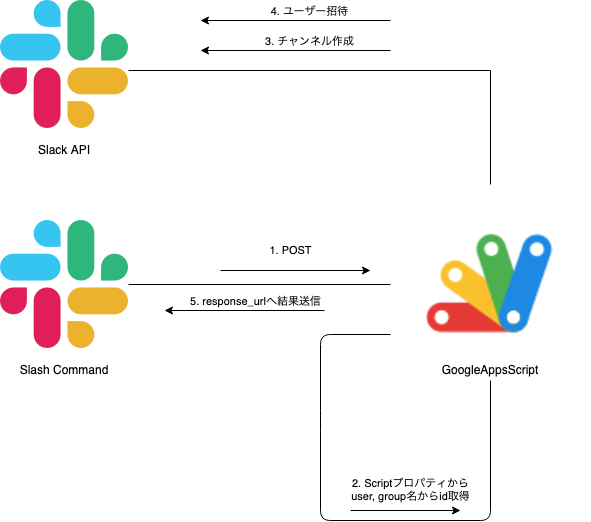 4. ユーザー招待
3. チャンネル作成
Slack API
1. POST
5. response_urlへ結果送信
Slash Command
GoogleAppsScript
2. Scriptプロパティから
user, group名からid取得